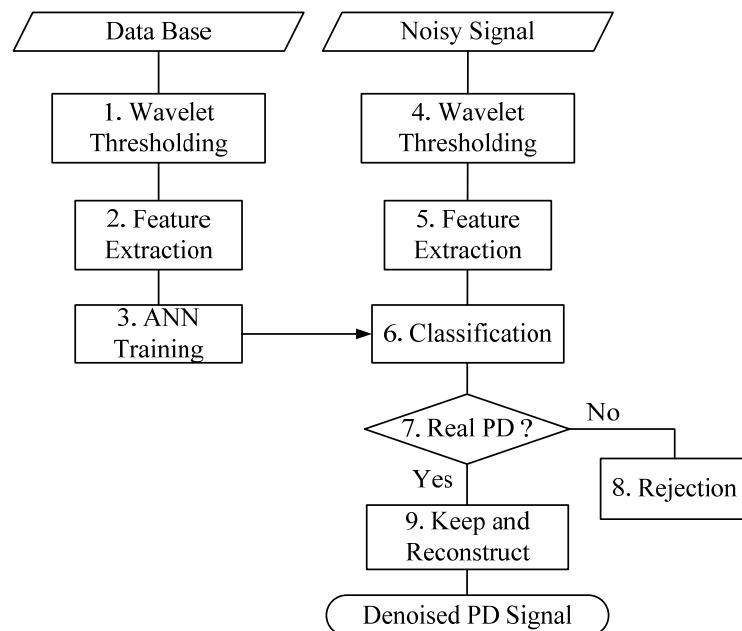 Data Base
Noisy Signal
1. Wavelet
Thresholding
4. Wavelet
Thresholding
2. Feature
Extraction
5. Feature
Extraction
3. ANN
Training
6. Classification
7. Real PD ?
No
Yes
8. Rejection
9. Keep and
Reconstruct
Denoised PD Signal